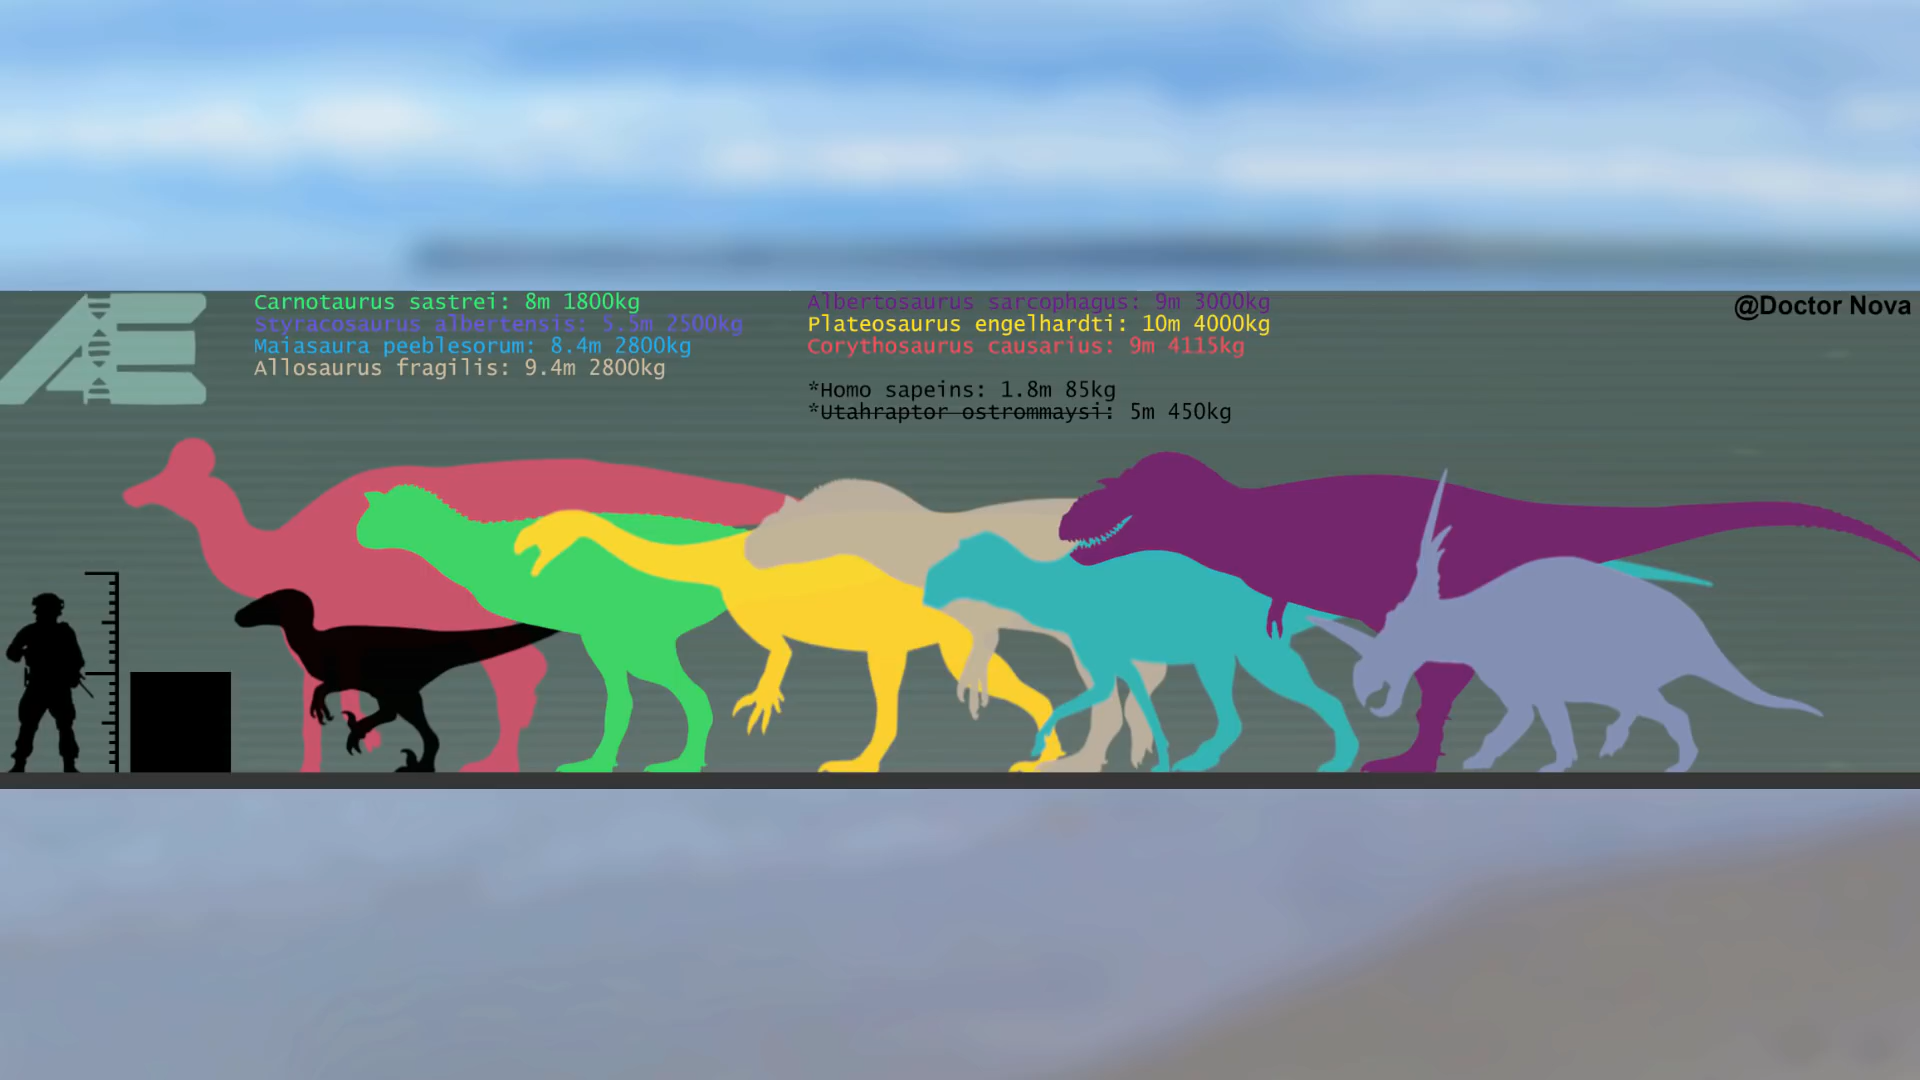 Carnotaurus sastrei: 8m 1800kg
Styracosaurus albertensis: 5.5m 2500kg
Maiasaura peeblesorum: 8.4m 2800kg
Allosaurus fragilis: 9.4m 2800kg
Albertosaurus sarcophagus: 9m 3000kg
Plateosaurus engelhardti: 10m 4000kg
Corythosaurus causarius: 9m 4115kg
*Homo sapeins: 1.8m 85kg
*Utahraptor ostrommaysi: 5m 450kg
@Doctor Nova
AE